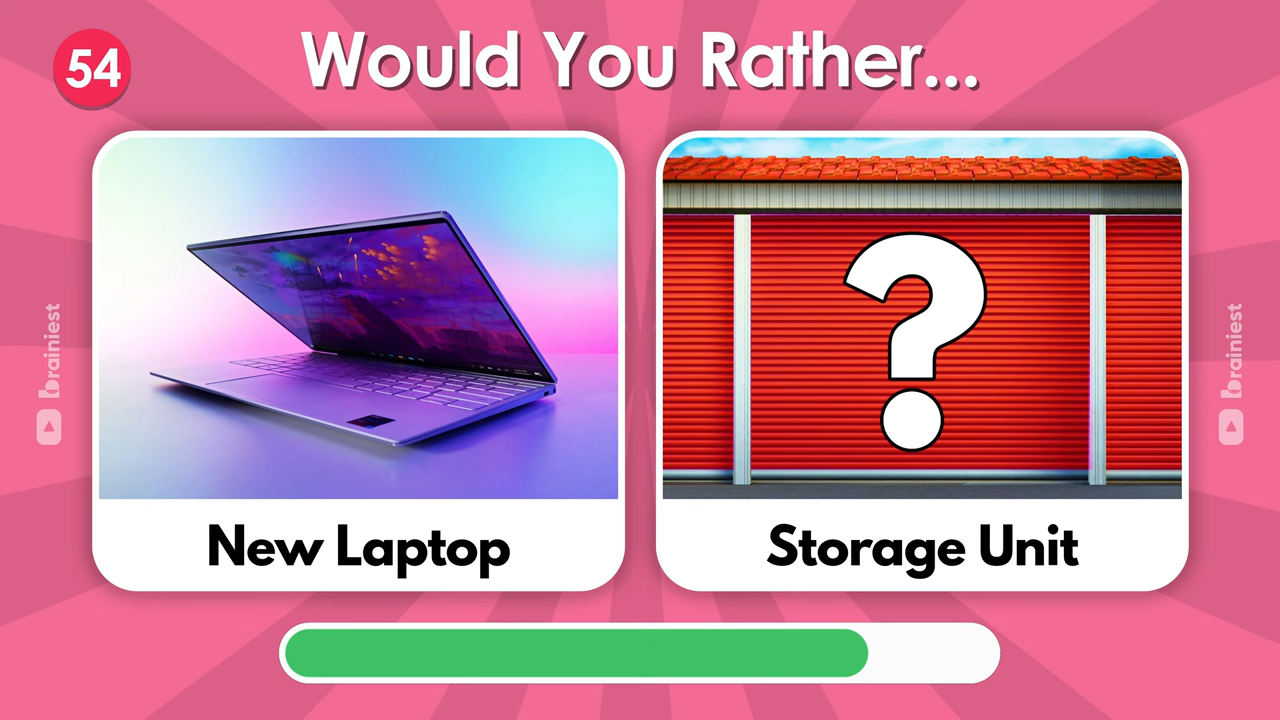 54
Would You Rather...
brainiest
brainiest
?
New Laptop
Storage Unit